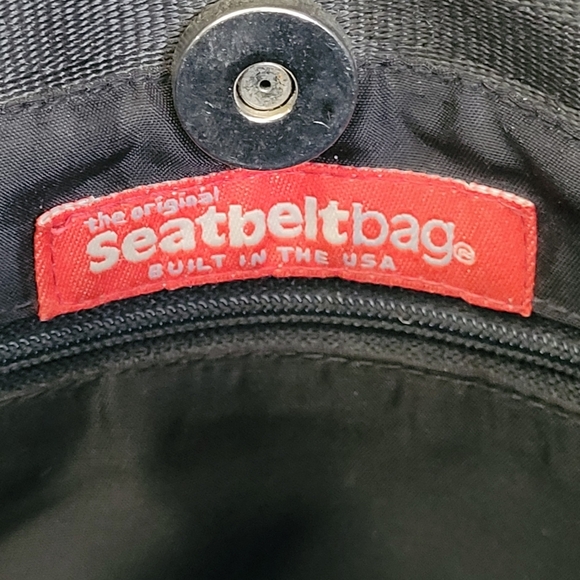 the original
seatbeltbag®
BUILT IN THE USA